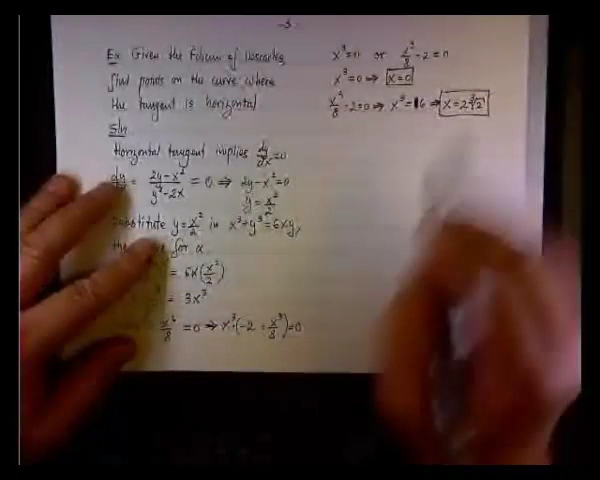 -3-
Ex Given the Folium of Descartes,
find points on the curve where
the tangent is horizontal
Sln
Horizontal tangent implies dy/dx=0
dy = (2y-x²)/(y²-2x) = 0 ⇒ 2y-x²=0
y = x²/2
Substitute y=x²/2 in x³+y³=6xy,
for x
= 6x(x²/2)
= 3x³
x⁶/8 = 0 ⇒ x³(-2 + x³/8)=0
x³=0 or x³/8-2=0
x³=0 ⇒ x=0
x³/8-2=0 ⇒ x³=16 ⇒ x=2∛2